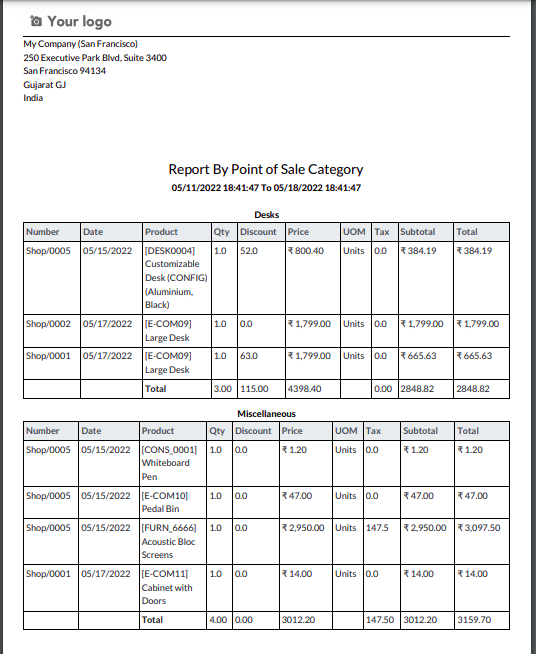 Your logo
My Company (San Francisco)
250 Executive Park Blvd, Suite 3400
San Francisco 94134
Gujarat GJ
India
Report By Point of Sale Category
05/11/2022 18:41:47 To 05/18/2022 18:41:47
Desks
Number Date Product Qty Discount Price UOM Tax Subtotal Total
Shop/0005 05/15/2022 [DESK0004] 1.0 52.0 ₹ 800.40 Units 0.0 ₹ 384.19 ₹ 384.19
Customizable
Desk (CONFIG)
(Aluminium,
Black)
Shop/0002 05/17/2022 [E-COM09] 1.0 0.0 ₹ 1,799.00 Units 0.0 ₹ 1,799.00 ₹ 1,799.00
Large Desk
Shop/0001 05/17/2022 [E-COM09] 1.0 63.0 ₹ 1,799.00 Units 0.0 ₹ 665.63 ₹ 665.63
Large Desk
Total 3.00 115.00 4398.40 0.00 2848.82 2848.82
Miscellaneous
Number Date Product Qty Discount Price UOM Tax Subtotal Total
Shop/0005 05/15/2022 [CONS_0001] 1.0 0.0 ₹ 1.20 Units 0.0 ₹ 1.20 ₹ 1.20
Whiteboard
Pen
Shop/0005 05/15/2022 [E-COM10] 1.0 0.0 ₹ 47.00 Units 0.0 ₹ 47.00 ₹ 47.00
Pedal Bin
Shop/0005 05/15/2022 [FURN_6666] 1.0 0.0 ₹ 2,950.00 Units 147.5 ₹ 2,950.00 ₹ 3,097.50
Acoustic Bloc
Screens
Shop/0001 05/17/2022 [E-COM11] 1.0 0.0 ₹ 14.00 Units 0.0 ₹ 14.00 ₹ 14.00
Cabinet with
Doors
Total 4.00 0.00 3012.20 147.50 3012.20 3159.70